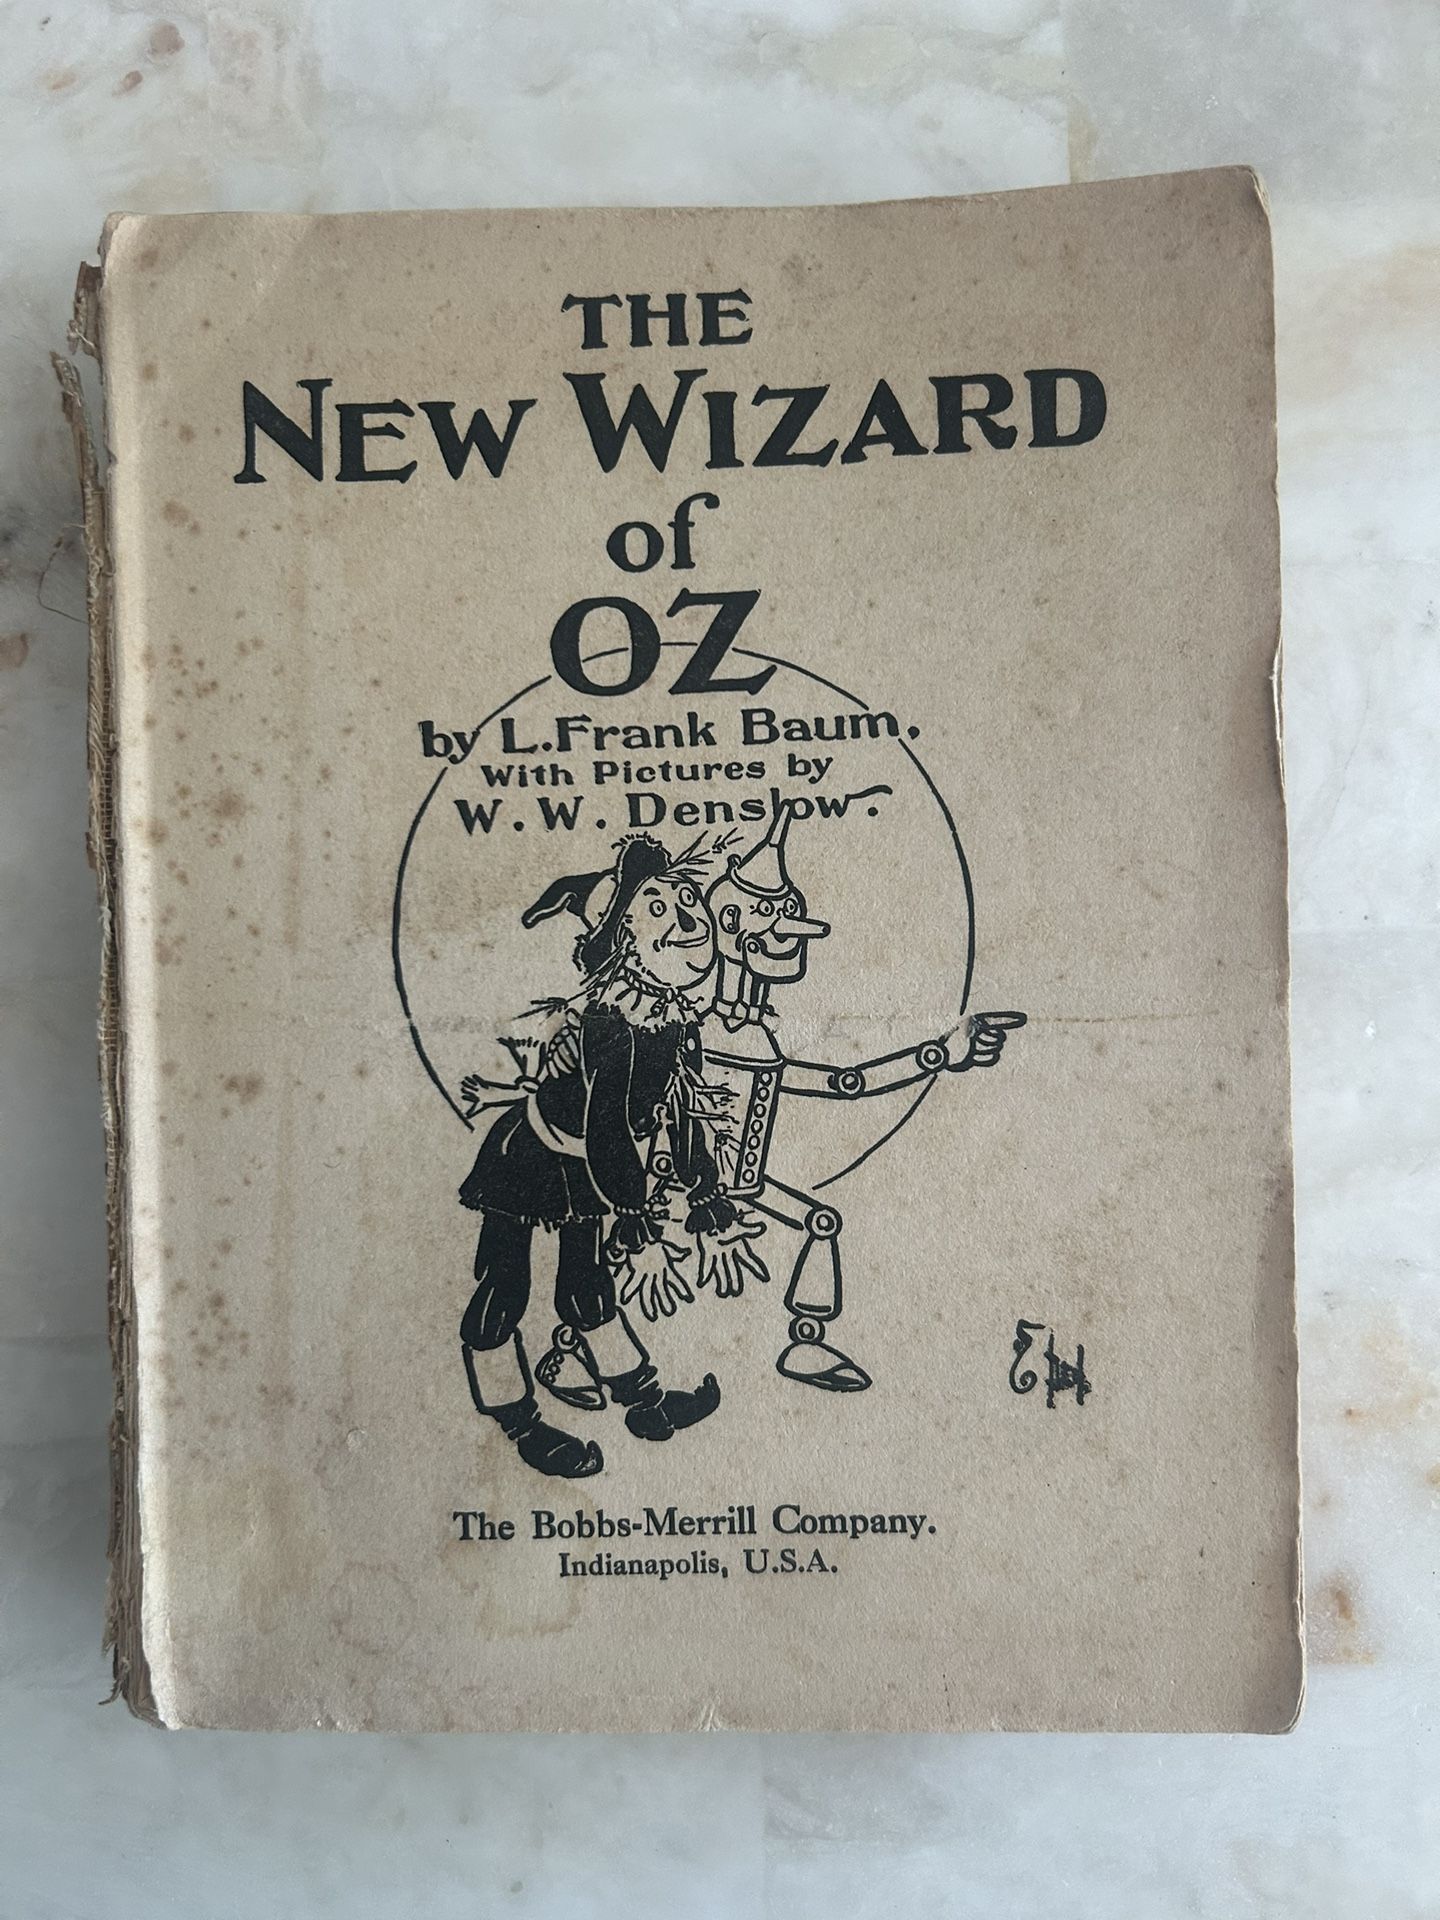 THE
NEW WIZARD
of
OZ
by L. Frank Baum.
With Pictures by
W. W. Denslow.
The Bobbs-Merrill Company.
Indianapolis, U.S.A.